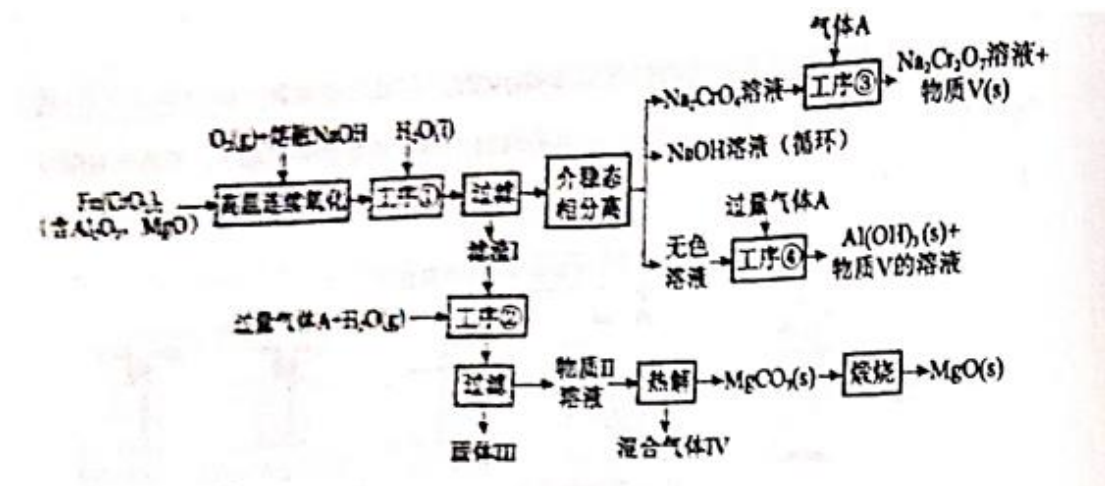 气体A
Na₂CrO₄溶液
工序③
Na₂Cr₂O₇溶液+
物质V(s)
O₂(g)+熔融NaOH
H₂O(l)
NaOH溶液（循环）
Fe(CrO₂)₂
（含Al₂O₃、MgO）
高温连续氧化
工序①
过滤
介稳态
相分离
过量气体A
滤渣I
无色
溶液
工序④
Al(OH)₃(s)+
物质V的溶液
过量气体A+H₂O(g)
工序②
过滤
物质II
溶液
热解
MgCO₃(s)
煅烧
MgO(s)
固体III
混合气体IV